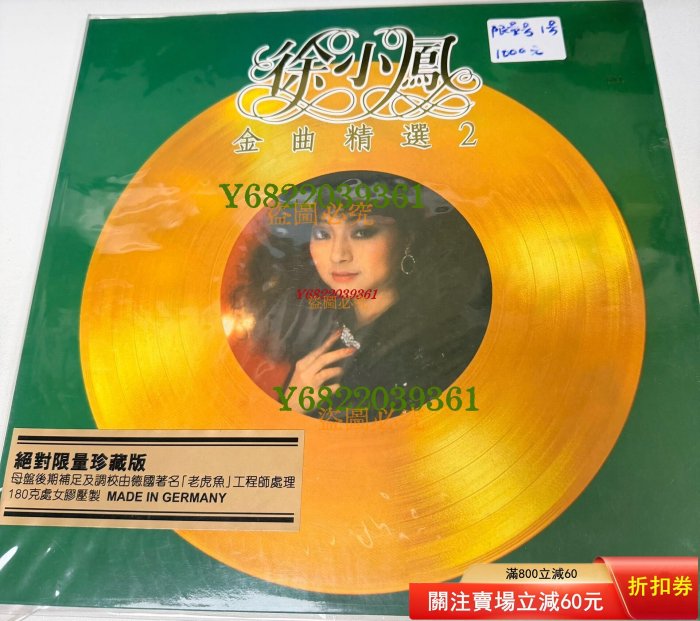 限量号 1号
1000元
徐小鳳
金曲精選2
Y6822039361
盜圖必究
Y6822039361
盜圖必究
Y6822039361
盜圖必究
絕對限量珍藏版
母盤後期補足及調校由德國著名「老虎魚」工程師處理
180克處女膠壓製 MADE IN GERMANY
滿800立減60
關注賣場立減60元
折扣券